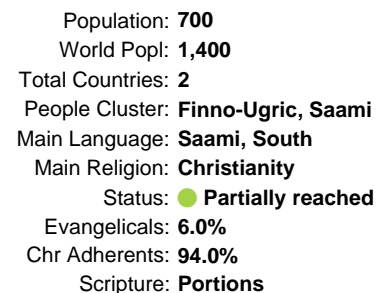 Population: 700
World Popl: 1,400
Total Countries: 2
People Cluster: Finno-Ugric, Saami
Main Language: Saami, South
Main Religion: Christianity
Status: Partially reached
Evangelicals: 6.0%
Chr Adherents: 94.0%
Scripture: Portions